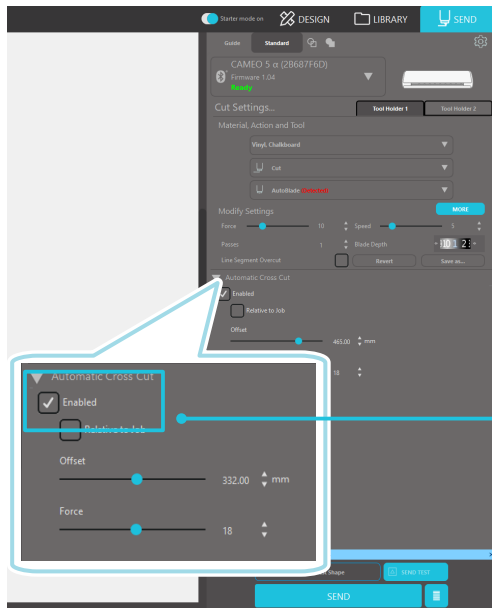 Starter mode on
DESIGN
LIBRARY
SEND
Guide
Standard
CAMEO 5 α (2B687F6D)
Firmware 1.04
Ready
Cut Settings...
Tool Holder 1
Tool Holder 2
Material, Action and Tool
Vinyl, Chalkboard
Cut
AutoBlade (Detected)
Modify Settings
MORE
Force
10
Speed
5
Passes
1
Blade Depth
Line Segment Overcut
Revert
Save as...
Automatic Cross Cut
Enabled
Relative to Job
Offset
465.00
mm
18
Automatic Cross Cut
Enabled
Relative to Job
Offset
332.00
mm
Force
18
Shape
SEND TEST
SEND